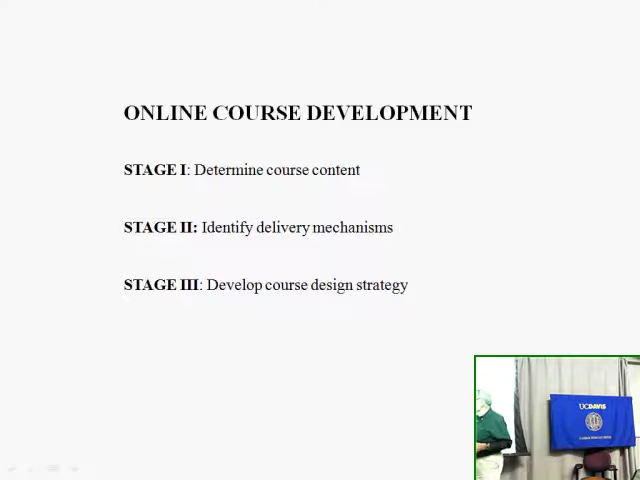 ONLINE COURSE DEVELOPMENT
STAGE I: Determine course content
STAGE II: Identify delivery mechanisms
STAGE III: Develop course design strategy
UCDAVIS